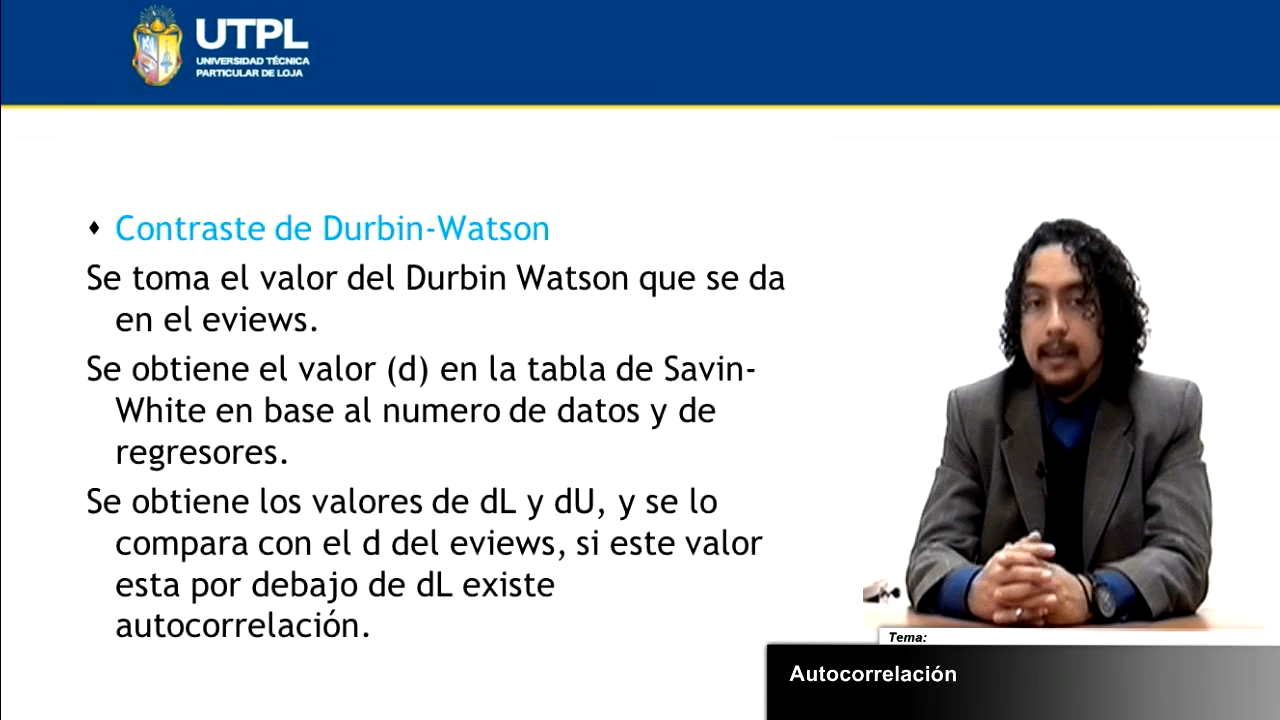 UTPL
UNIVERSIDAD TÉCNICA
PARTICULAR DE LOJA
Contraste de Durbin-Watson
Se toma el valor del Durbin Watson que se da
en el eviews.
Se obtiene el valor (d) en la tabla de Savin-
White en base al numero de datos y de
regresores.
Se obtiene los valores de dL y dU, y se lo
compara con el d del eviews, si este valor
esta por debajo de dL existe
autocorrelación.
Tema:
Autocorrelación